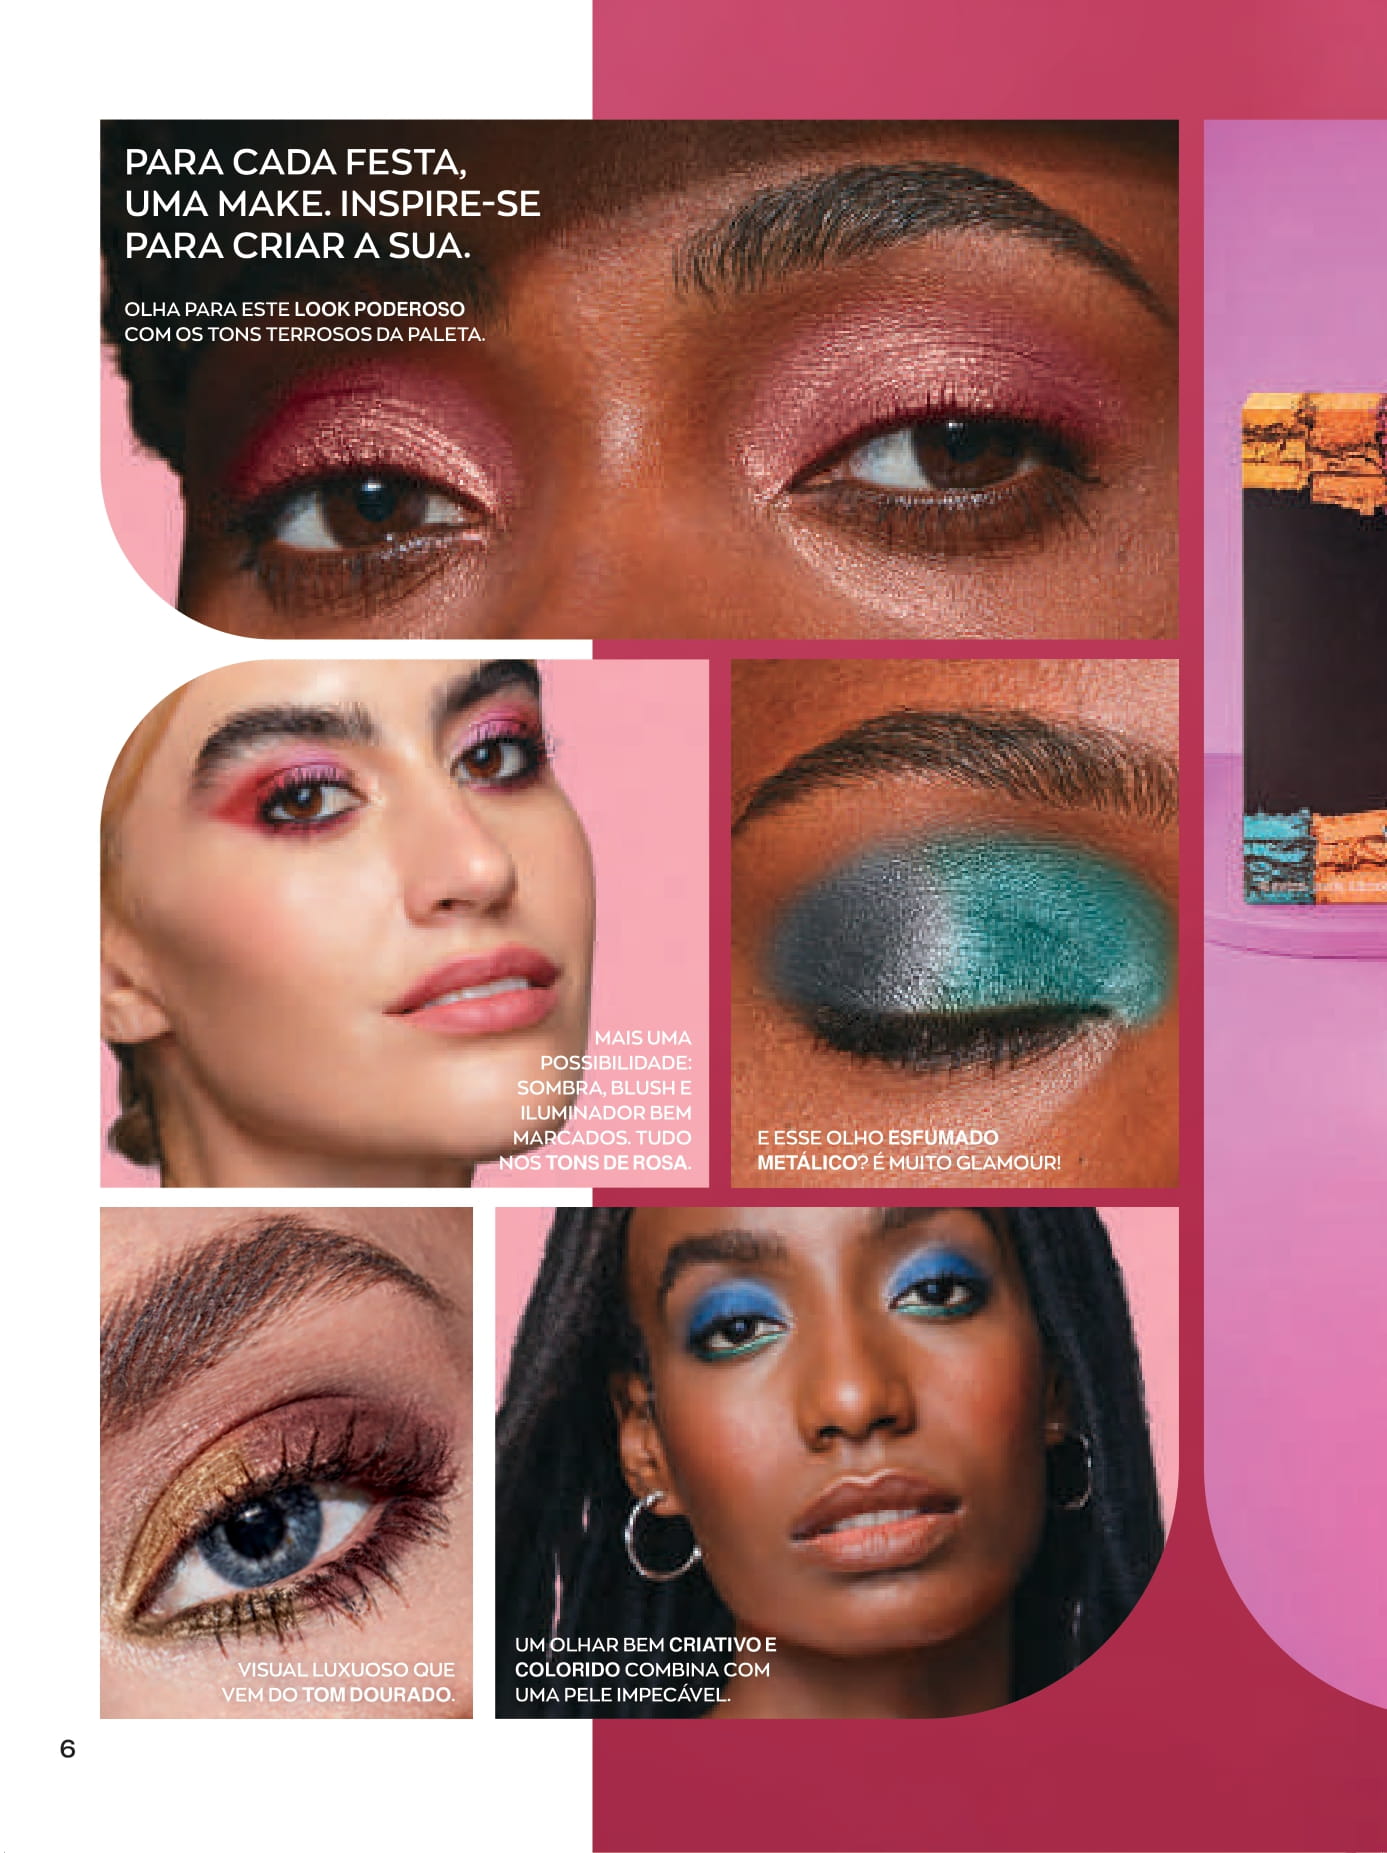 PARA CADA FESTA,
UMA MAKE. INSPIRE-SE
PARA CRIAR A SUA.
OLHA PARA ESTE LOOK PODEROSO
COM OS TONS TERROSOS DA PALETA.
MAIS UMA
POSSIBILIDADE:
SOMBRA, BLUSH E
ILUMINADOR BEM
MARCADOS. TUDO
NOS TONS DE ROSA.
E ESSE OLHO ESFUMADO
METÁLICO? É MUITO GLAMOUR!
VISUAL LUXUOSO QUE
VEM DO TOM DOURADO.
UM OLHAR BEM CRIATIVO E
COLORIDO COMBINA COM
UMA PELE IMPECÁVEL.
6